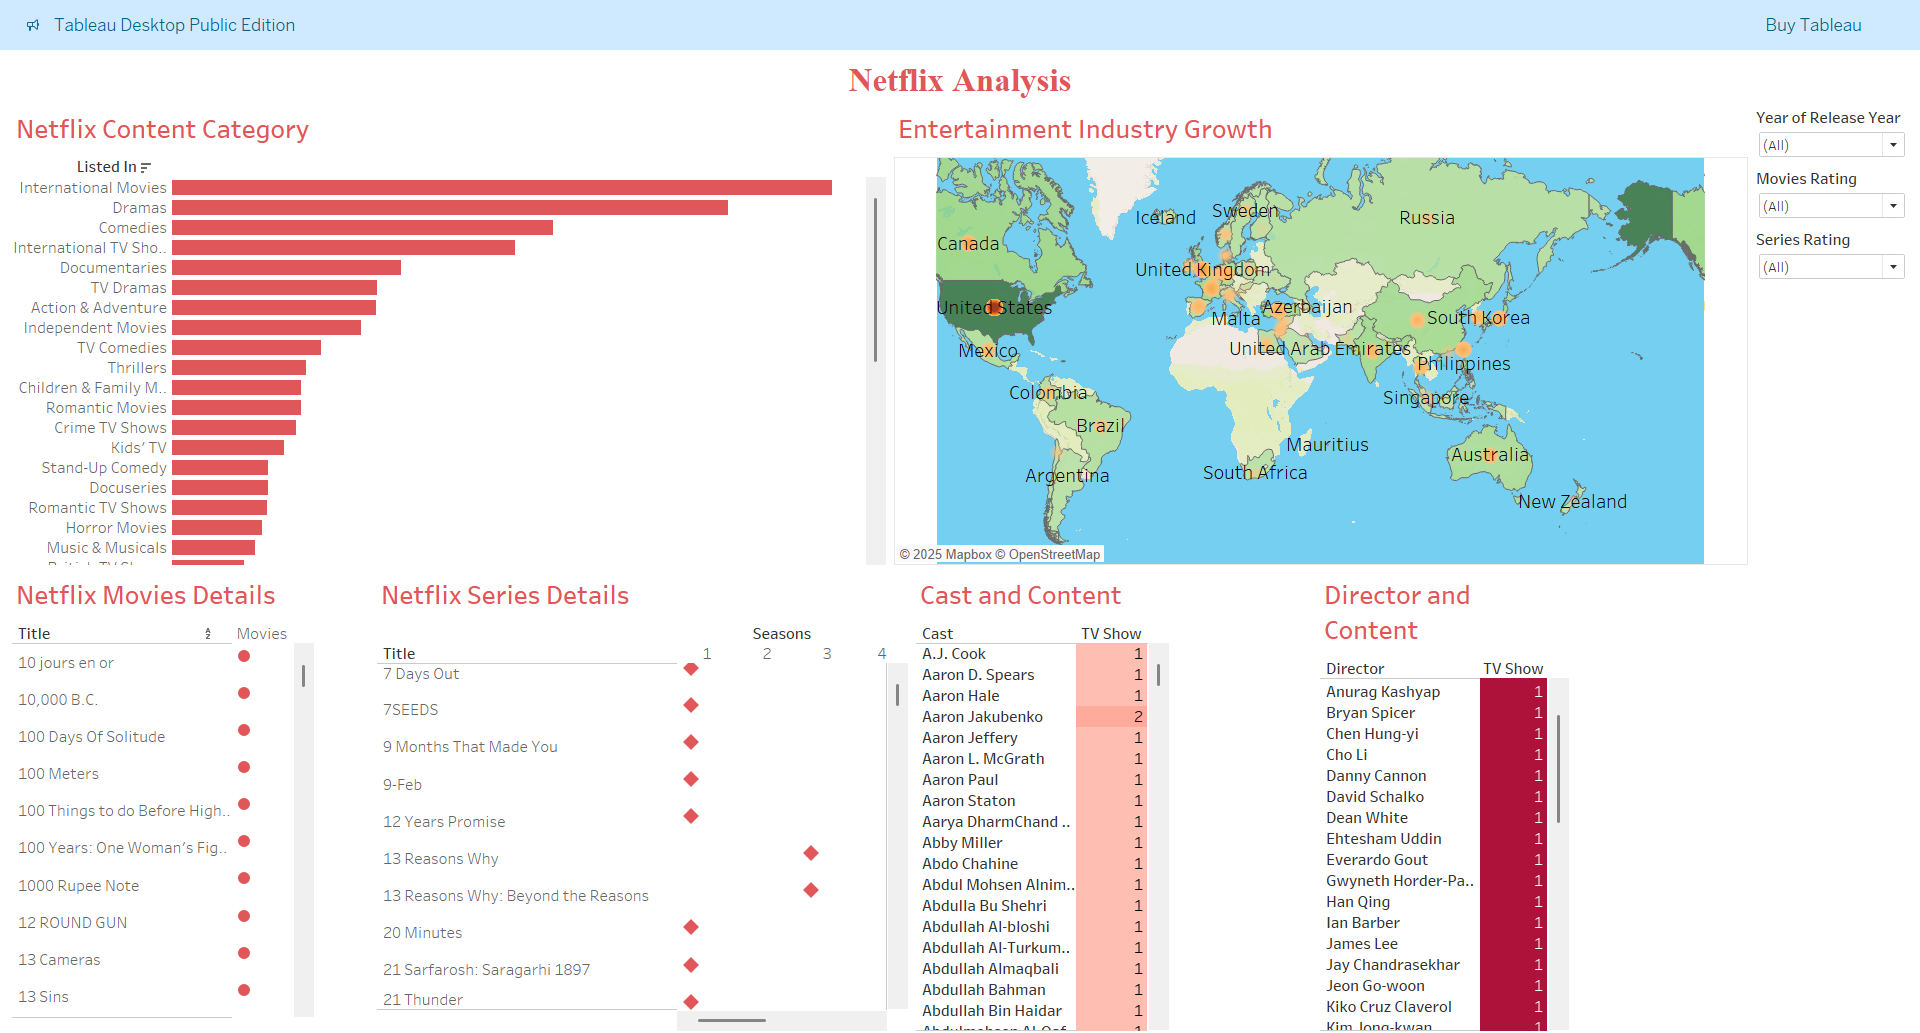 Tableau Desktop Public Edition
Buy Tableau
Netflix Analysis
Netflix Content Category
Listed In
International Movies
Dramas
Comedies
International TV Sho..
Documentaries
TV Dramas
Action & Adventure
Independent Movies
TV Comedies
Thrillers
Children & Family M..
Romantic Movies
Crime TV Shows
Kids' TV
Stand-Up Comedy
Docuseries
Romantic TV Shows
Horror Movies
Music & Musicals
Entertainment Industry Growth
Iceland
Sweden
Russia
Canada
United Kingdom
United States
Azerbaijan
Malta
South Korea
Mexico
United Arab Emirates
Philippines
Colombia
Singapore
Brazil
Mauritius
Australia
Argentina
South Africa
New Zealand
© 2025 Mapbox © OpenStreetMap
Year of Release Year
(All)
Movies Rating
(All)
Series Rating
(All)
Netflix Movies Details
Title Movies
10 jours en or
10,000 B.C.
100 Days Of Solitude
100 Meters
100 Things to do Before High..
100 Years: One Woman's Fig..
1000 Rupee Note
12 ROUND GUN
13 Cameras
13 Sins
Netflix Series Details
Seasons
Title 1 2 3 4
7 Days Out
7SEEDS
9 Months That Made You
9-Feb
12 Years Promise
13 Reasons Why
13 Reasons Why: Beyond the Reasons
20 Minutes
21 Sarfarosh: Saragarhi 1897
21 Thunder
Cast and Content
Cast TV Show
A.J. Cook 1
Aaron D. Spears 1
Aaron Hale 1
Aaron Jakubenko 2
Aaron Jeffery 1
Aaron L. McGrath 1
Aaron Paul 1
Aaron Staton 1
Aarya DharmChand .. 1
Abby Miller 1
Abdo Chahine 1
Abdul Mohsen Alnim.. 1
Abdulla Bu Shehri 1
Abdullah Al-bloshi 1
Abdullah Al-Turkum.. 1
Abdullah Almaqbali 1
Abdullah Bahman 1
Abdullah Bin Haidar 1
Director and
Content
Director TV Show
Anurag Kashyap 1
Bryan Spicer 1
Chen Hung-yi 1
Cho Li 1
Danny Cannon 1
David Schalko 1
Dean White 1
Ehtesham Uddin 1
Everardo Gout 1
Gwyneth Horder-Pa.. 1
Han Qing 1
Ian Barber 1
James Lee 1
Jay Chandrasekhar 1
Jeon Go-woon 1
Kiko Cruz Claverol 1
Kim Jong-kwan 1